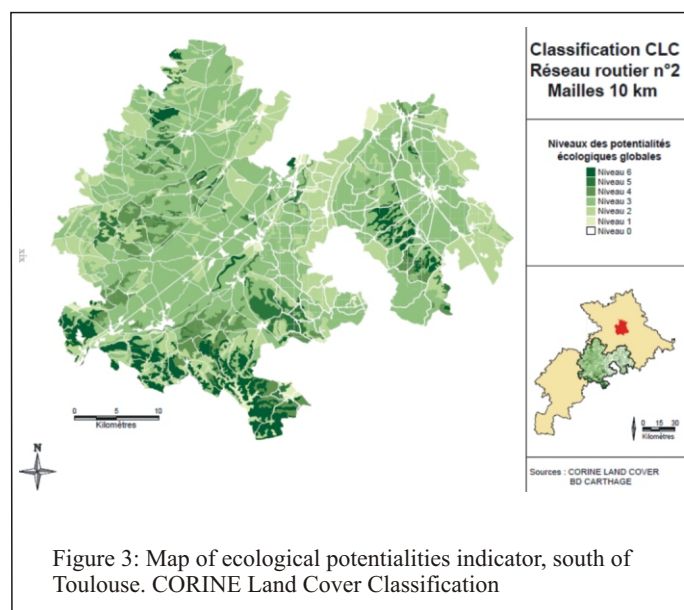 Classification CLC
Réseau routier n°2
Mailles 10 km
Niveaux des potentialités
écologiques globales
Niveau 6
Niveau 5
Niveau 4
Niveau 3
Niveau 2
Niveau 1
Niveau 0
xix
0 5 10
Kilomètres
N
0 15 30
Kilomètres
Sources : CORINE LAND COVER
BD CARTHAGE
Figure 3: Map of ecological potentialities indicator, south of
Toulouse. CORINE Land Cover Classification